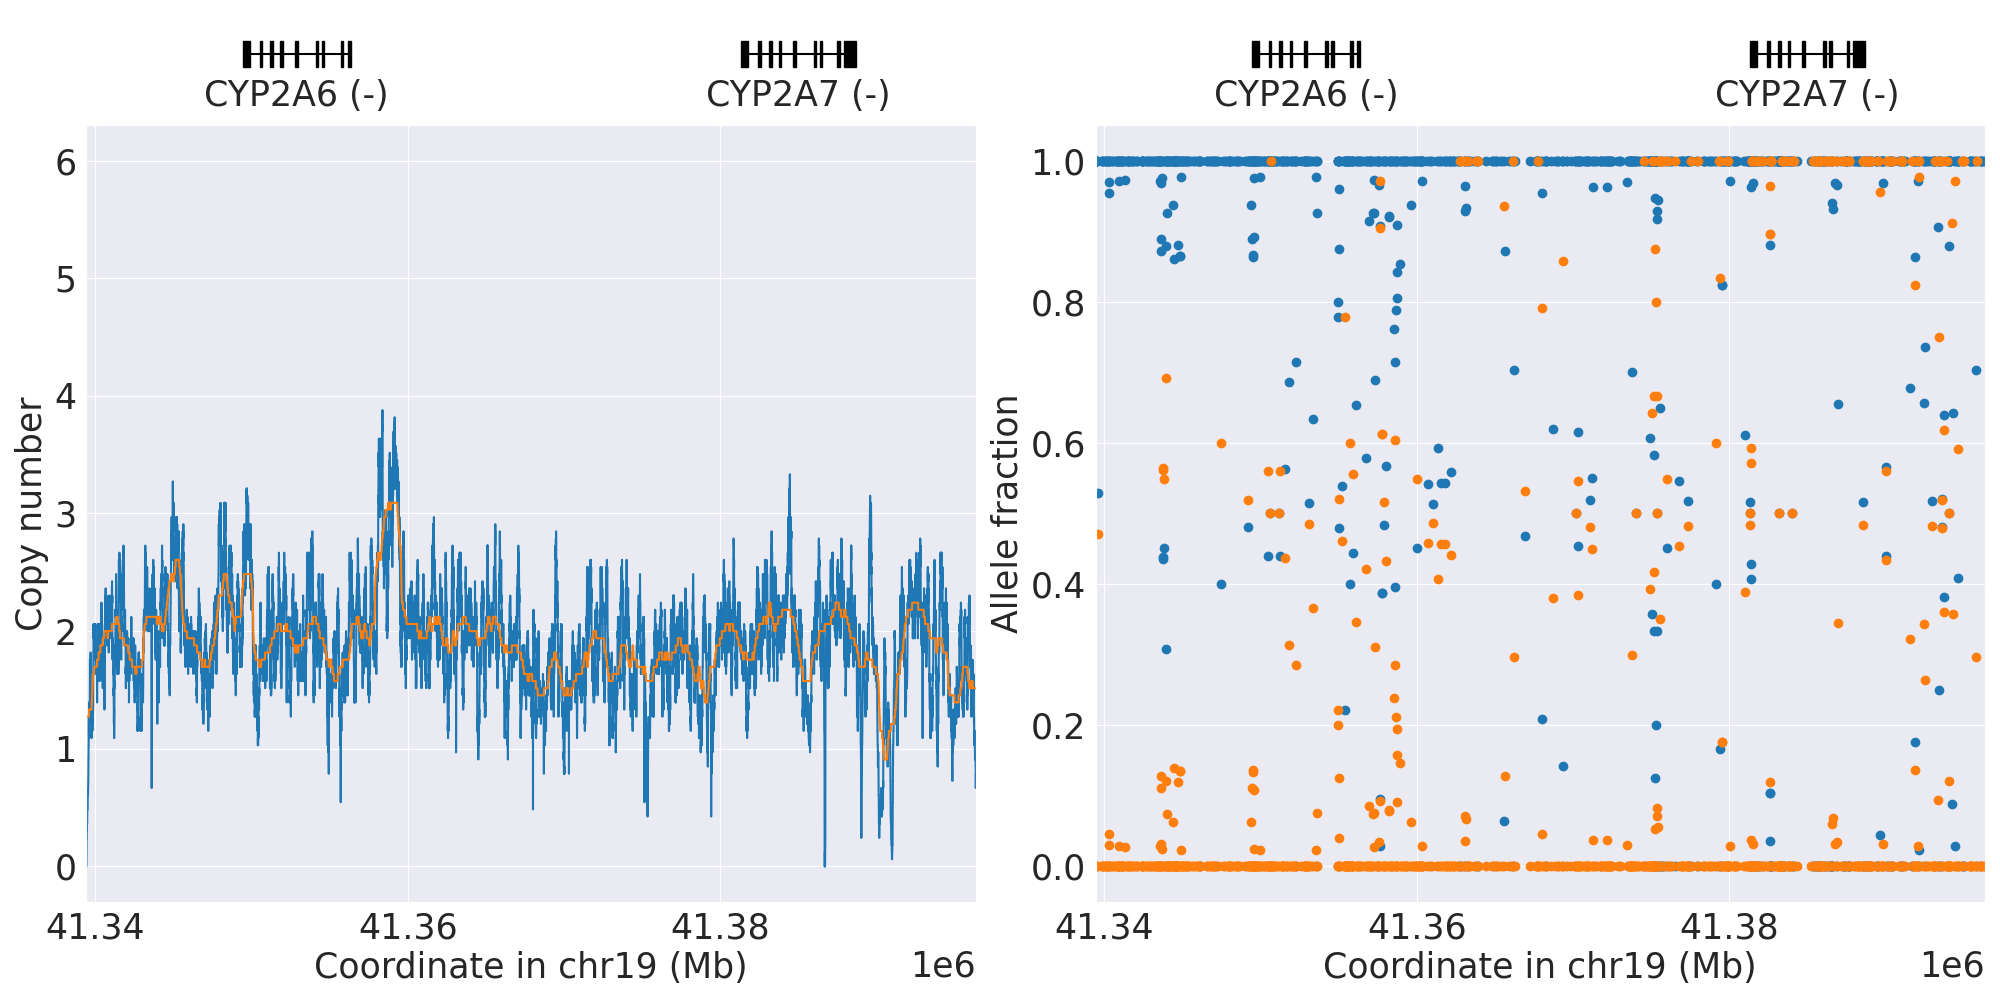 CYP2A6 (-)
CYP2A7 (-)
Copy number
6
5
4
3
2
1
0
41.34
41.36
41.38
Coordinate in chr19 (Mb)
1e6
CYP2A6 (-)
CYP2A7 (-)
Allele fraction
1.0
0.8
0.6
0.4
0.2
0.0
41.34
41.36
41.38
Coordinate in chr19 (Mb)
1e6